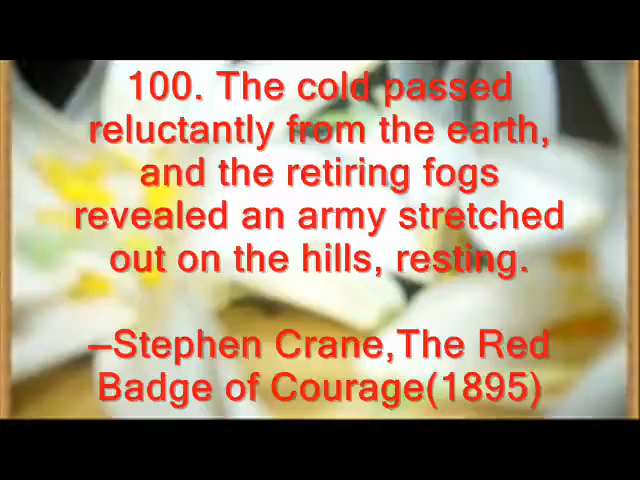 100. The cold passed
reluctantly from the earth,
and the retiring fogs
revealed an army stretched
out on the hills, resting.
–Stephen Crane,The Red
Badge of Courage(1895)